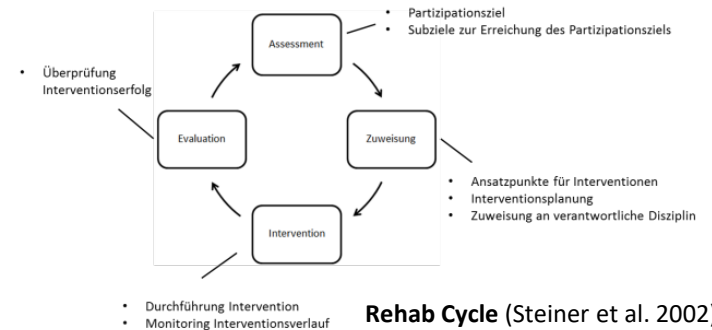 • Partizipationsziel
• Subziele zur Erreichung des Partizipationsziels
Assessment
• Überprüfung
Interventionserfolg
Evaluation
Zuweisung
• Ansatzpunkte für Interventionen
• Interventionsplanung
• Zuweisung an verantwortliche Disziplin
Intervention
• Durchführung Intervention
• Monitoring Interventionsverlauf
Rehab Cycle (Steiner et al. 2002)